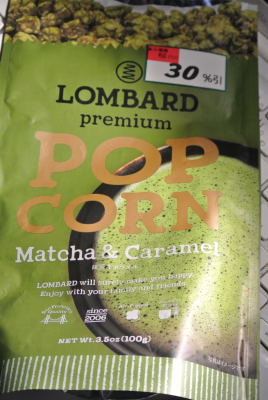 30 %引
LOMBARD
premium
POP
CORN
Matcha & Caramel
LOMBARD will surely make you happy.
Enjoy with your family and friends.
since
2006
NET Wt. 3.5oz (100g)